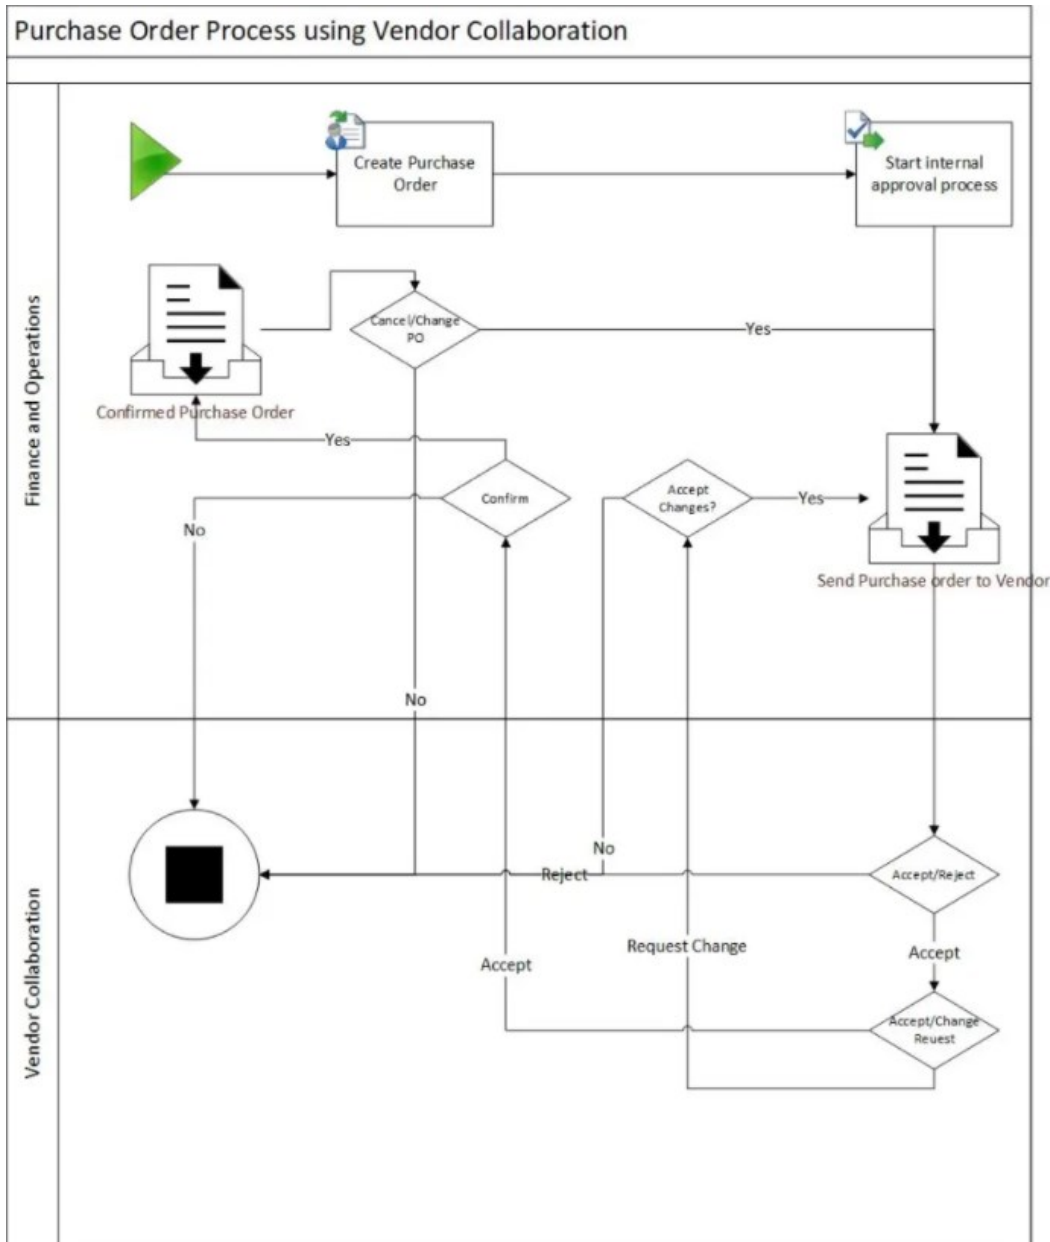 Purchase Order Process using Vendor Collaboration
Finance and Operations
Create Purchase
Order
Start internal
approval process
Cancel/Change
PO
Yes
Confirmed Purchase Order
Yes
Confirm
Accept
Changes?
Yes
No
Send Purchase order to Vendor
No
Vendor Collaboration
No
Reject
Accept/Reject
Request Change
Accept
Accept
Accept/Change
Reuest